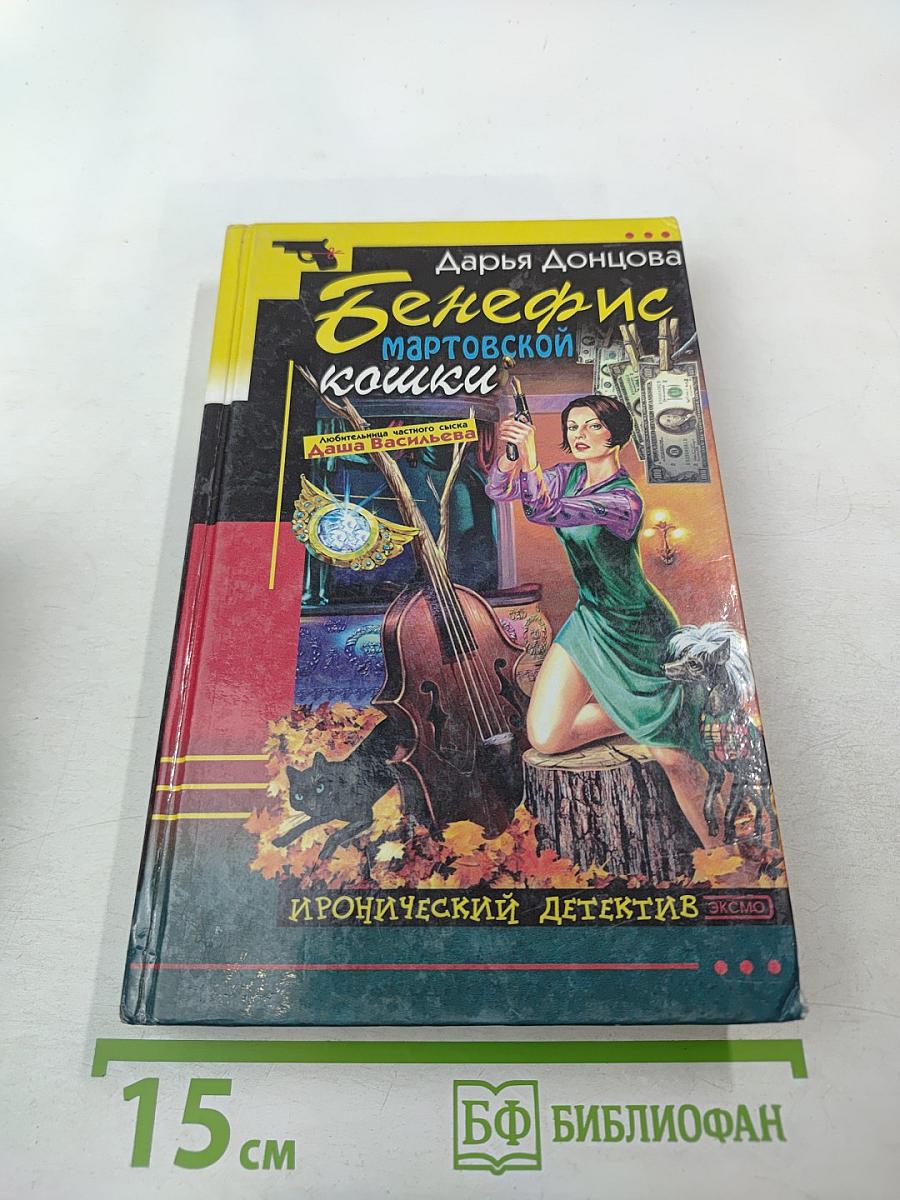 Дарья Донцова
Бенефис
мартовской
кошки
Любительница частного сыска
Даша Васильева
ИРОНИЧЕСКИЙ ДЕТЕКТИВ
ЭКСМО
15 см
БФ БИБЛИОФАН